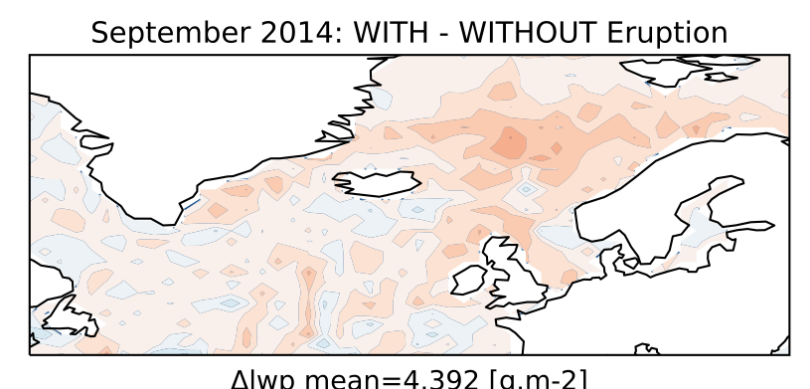 September 2014: WITH - WITHOUT Eruption
Δlwp mean=4.392 [g.m-2]